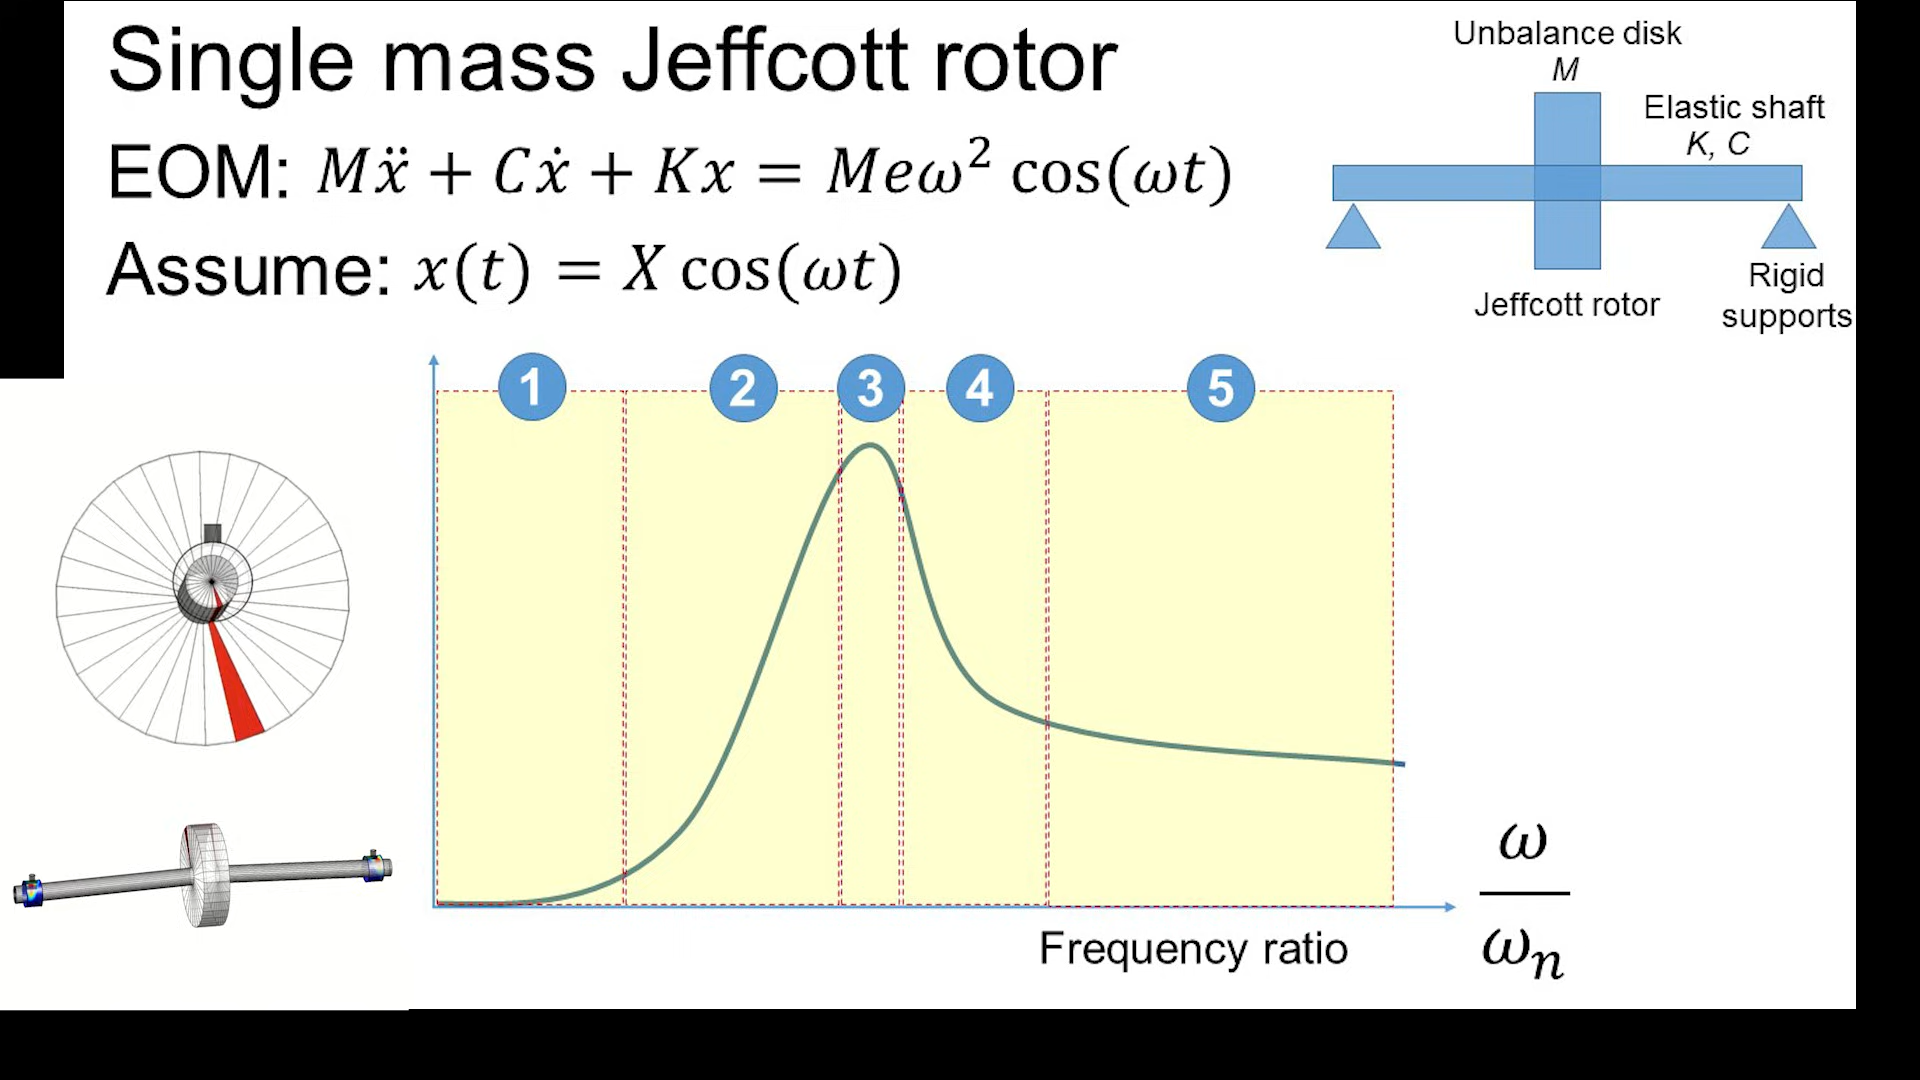 Single mass Jeffcott rotor
EOM: Mẍ + Cẋ + Kx = Meω² cos(ωt)
Assume: x(t) = X cos(ωt)
Unbalance disk
M
Elastic shaft
K, C
Rigid
supports
Jeffcott rotor
1 2 3 4 5
Frequency ratio
ω
ωₙ